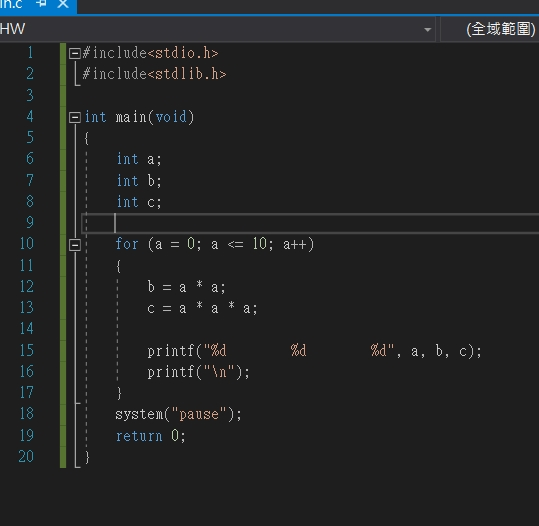 in.c
HW (全域範圍)
1 #include<stdio.h>
2 #include<stdlib.h>
3
4 int main(void)
5 {
6 int a;
7 int b;
8 int c;
9
10 for (a = 0; a <= 10; a++)
11 {
12 b = a * a;
13 c = a * a * a;
14
15 printf("%d        %d        %d", a, b, c);
16 printf("\n");
17 }
18 system("pause");
19 return 0;
20 }